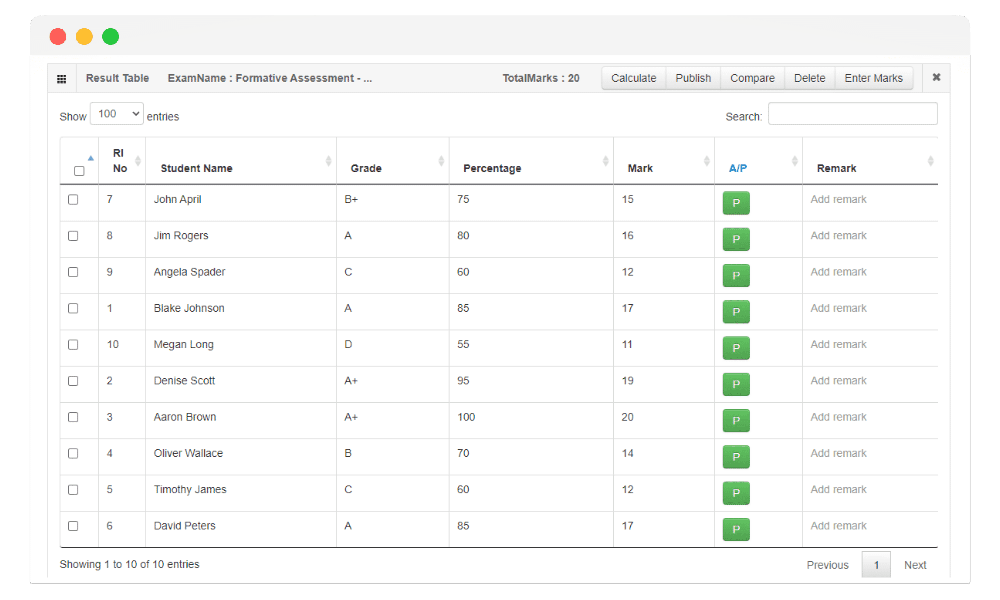 Result Table ExamName : Formative Assessment - ... TotalMarks : 20 Calculate Publish Compare Delete Enter Marks
Show 100 entries Search:
Rl No Student Name Grade Percentage Mark A/P Remark
7 John April B+ 75 15 P Add remark
8 Jim Rogers A 80 16 P Add remark
9 Angela Spader C 60 12 P Add remark
1 Blake Johnson A 85 17 P Add remark
10 Megan Long D 55 11 P Add remark
2 Denise Scott A+ 95 19 P Add remark
3 Aaron Brown A+ 100 20 P Add remark
4 Oliver Wallace B 70 14 P Add remark
5 Timothy James C 60 12 P Add remark
6 David Peters A 85 17 P Add remark
Showing 1 to 10 of 10 entries Previous 1 Next